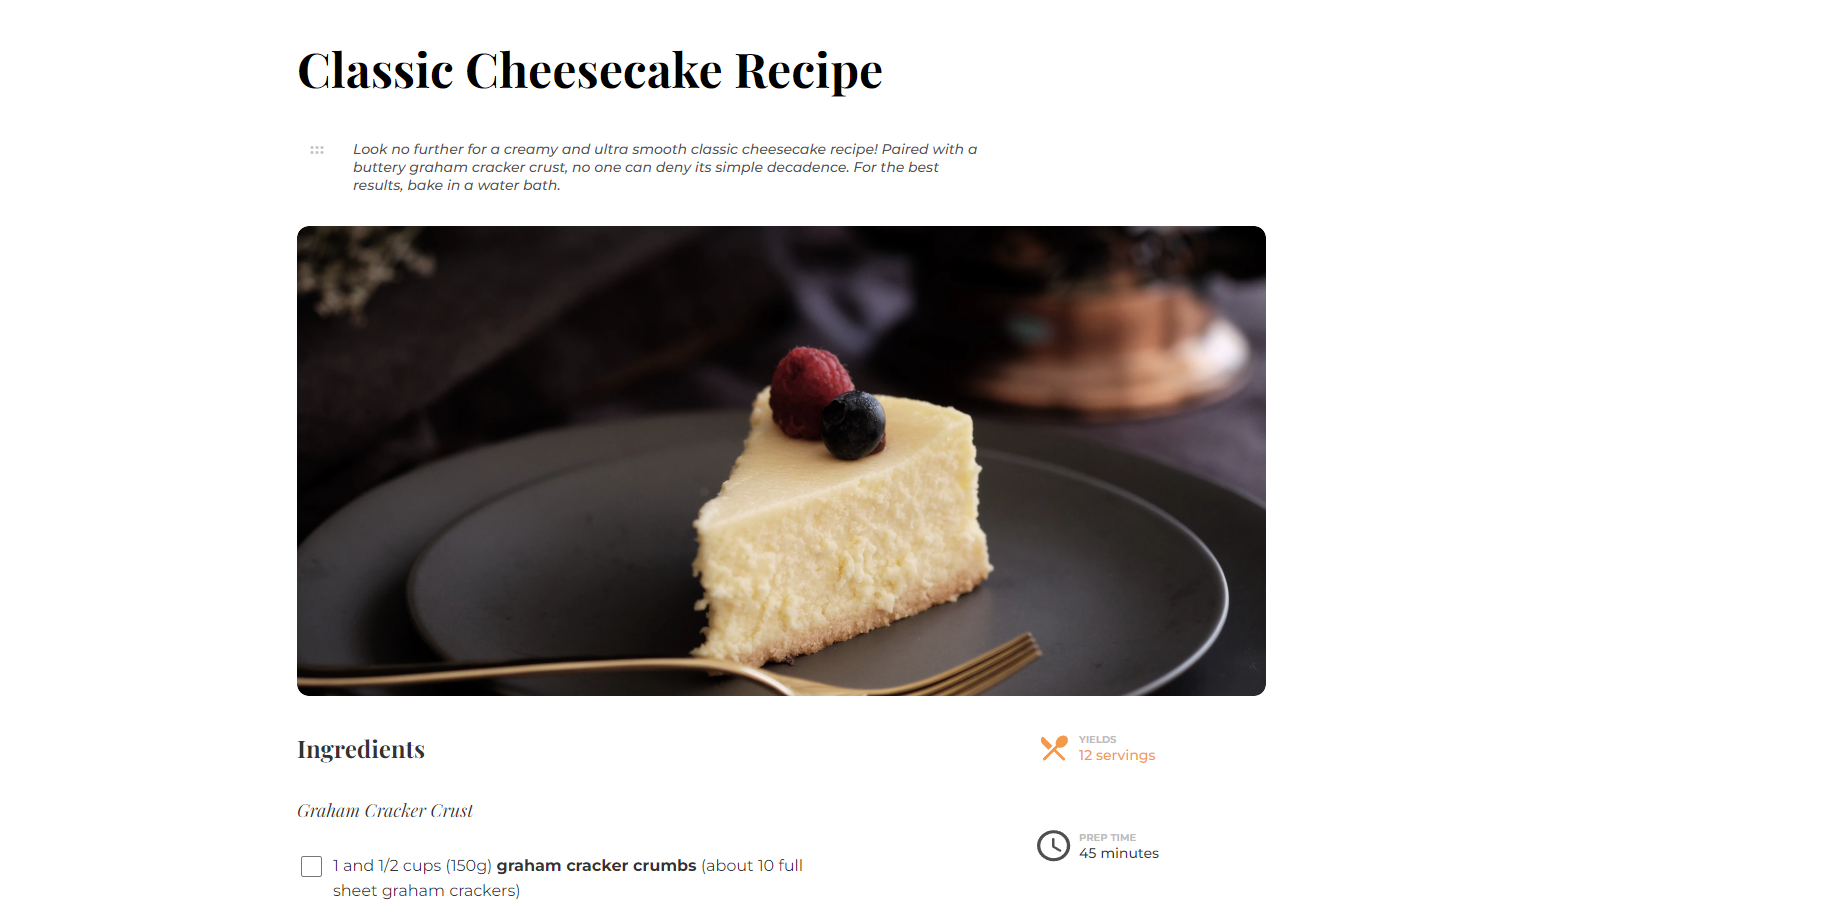 Classic Cheesecake Recipe
Look no further for a creamy and ultra smooth classic cheesecake recipe! Paired with a
buttery graham cracker crust, no one can deny its simple decadence. For the best
results, bake in a water bath.
Ingredients
YIELDS
12 servings
Graham Cracker Crust
PREP TIME
45 minutes
1 and 1/2 cups (150g) graham cracker crumbs (about 10 full
sheet graham crackers)